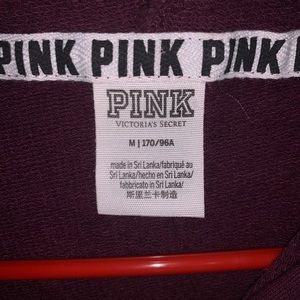 PINK PINK PINK P
PINK
VICTORIA'S SECRET
M | 170/96A
made in Sri Lanka/fabriqué au
Sri Lanka/hecho en Sri Lanka/
fabbricato in Sri Lanka/
斯里兰卡制造